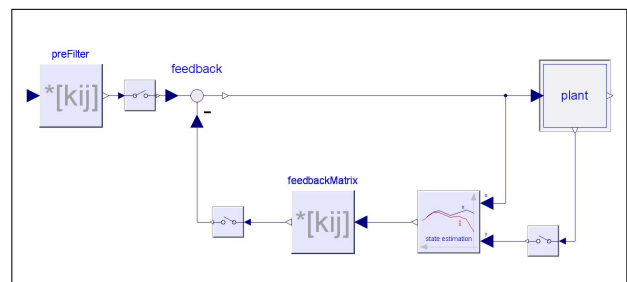 preFilter
feedback
*[kij]
plant
feedbackMatrix
*[kij]
state estimation